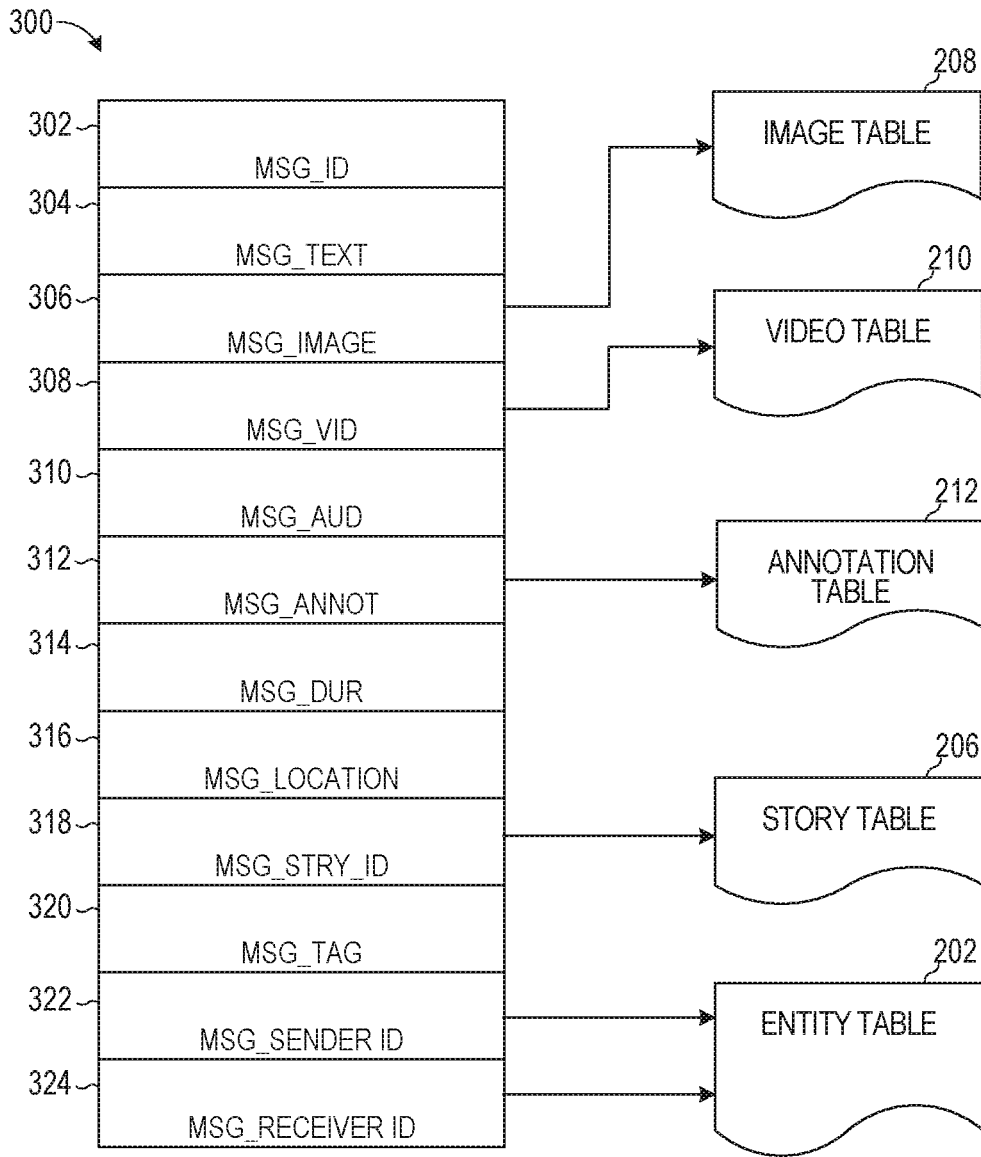 300
302
MSG_ID
304
MSG_TEXT
306
MSG_IMAGE
308
MSG_VID
310
MSG_AUD
312
MSG_ANNOT
314
MSG_DUR
316
MSG_LOCATION
318
MSG_STRY_ID
320
MSG_TAG
322
MSG_SENDER ID
324
MSG_RECEIVER ID
208
IMAGE TABLE
210
VIDEO TABLE
212
ANNOTATION
TABLE
206
STORY TABLE
202
ENTITY TABLE